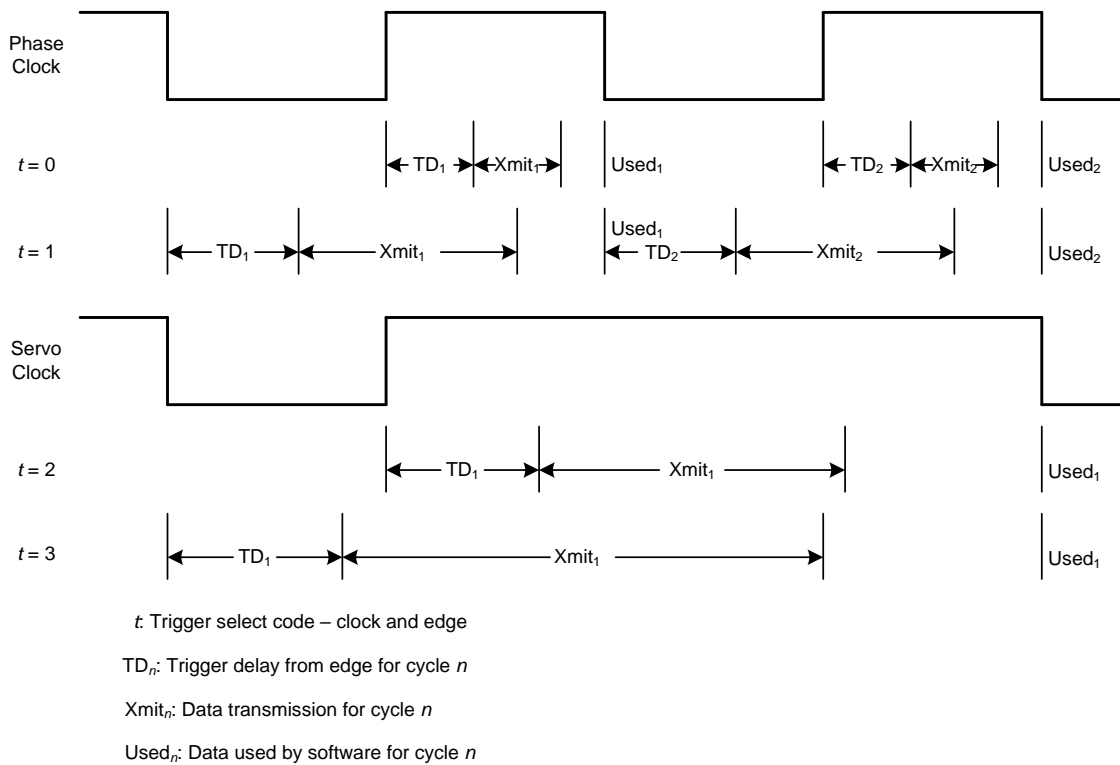 Phase
Clock
t = 0
TD₁
Xmit₁
Used₁
TD₂
Xmit₂
Used₂
t = 1
TD₁
Xmit₁
Used₁
TD₂
Xmit₂
Used₂
Servo
Clock
t = 2
TD₁
Xmit₁
Used₁
t = 3
TD₁
Xmit₁
Used₁
t: Trigger select code – clock and edge
TDₙ: Trigger delay from edge for cycle n
Xmitₙ: Data transmission for cycle n
Usedₙ: Data used by software for cycle n